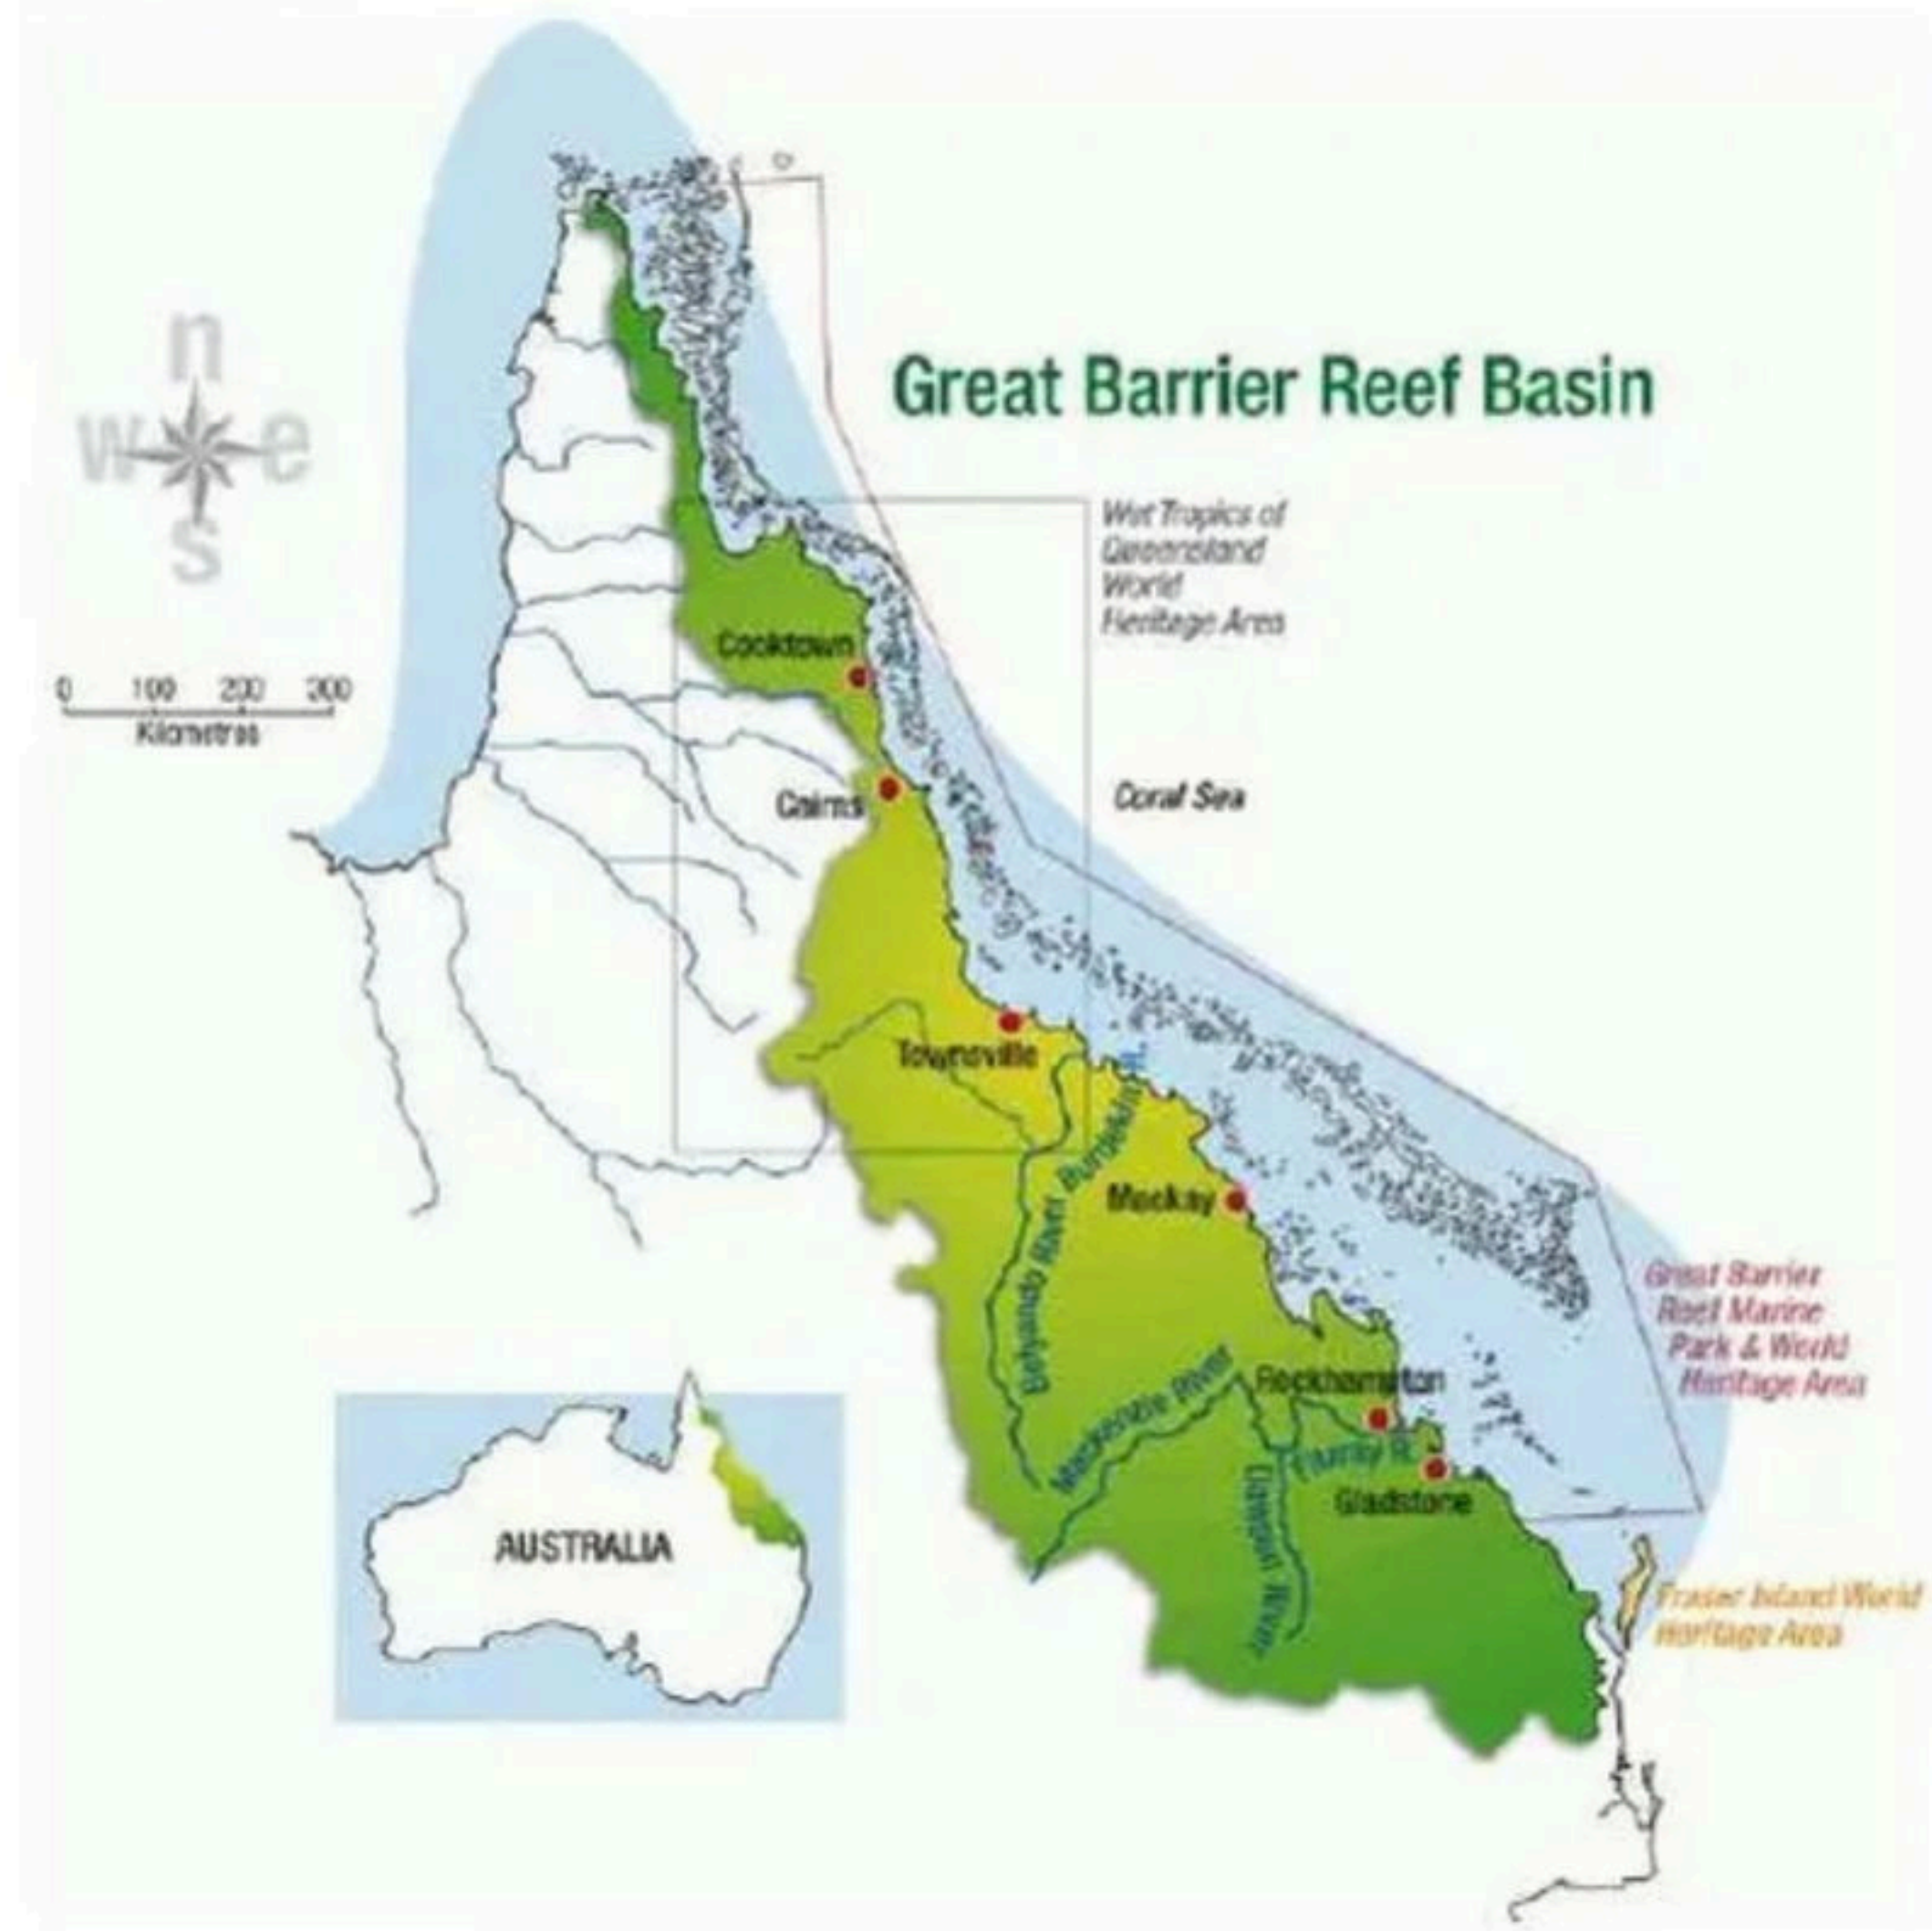 n
w e
s
Great Barrier Reef Basin
Wet Tropics of
Queensland
World
Heritage Area
Cooktown
0 100 200 300
Kilometres
Cairns
Coral Sea
Townsville
Burdekin R.
Mackay
Belyando River
Great Barrier
Reef Marine
Park & World
Heritage Area
Mackenzie River
Rockhampton
Fitzroy R.
Gladstone
Dawson River
AUSTRALIA
Fraser Island World
Heritage Area